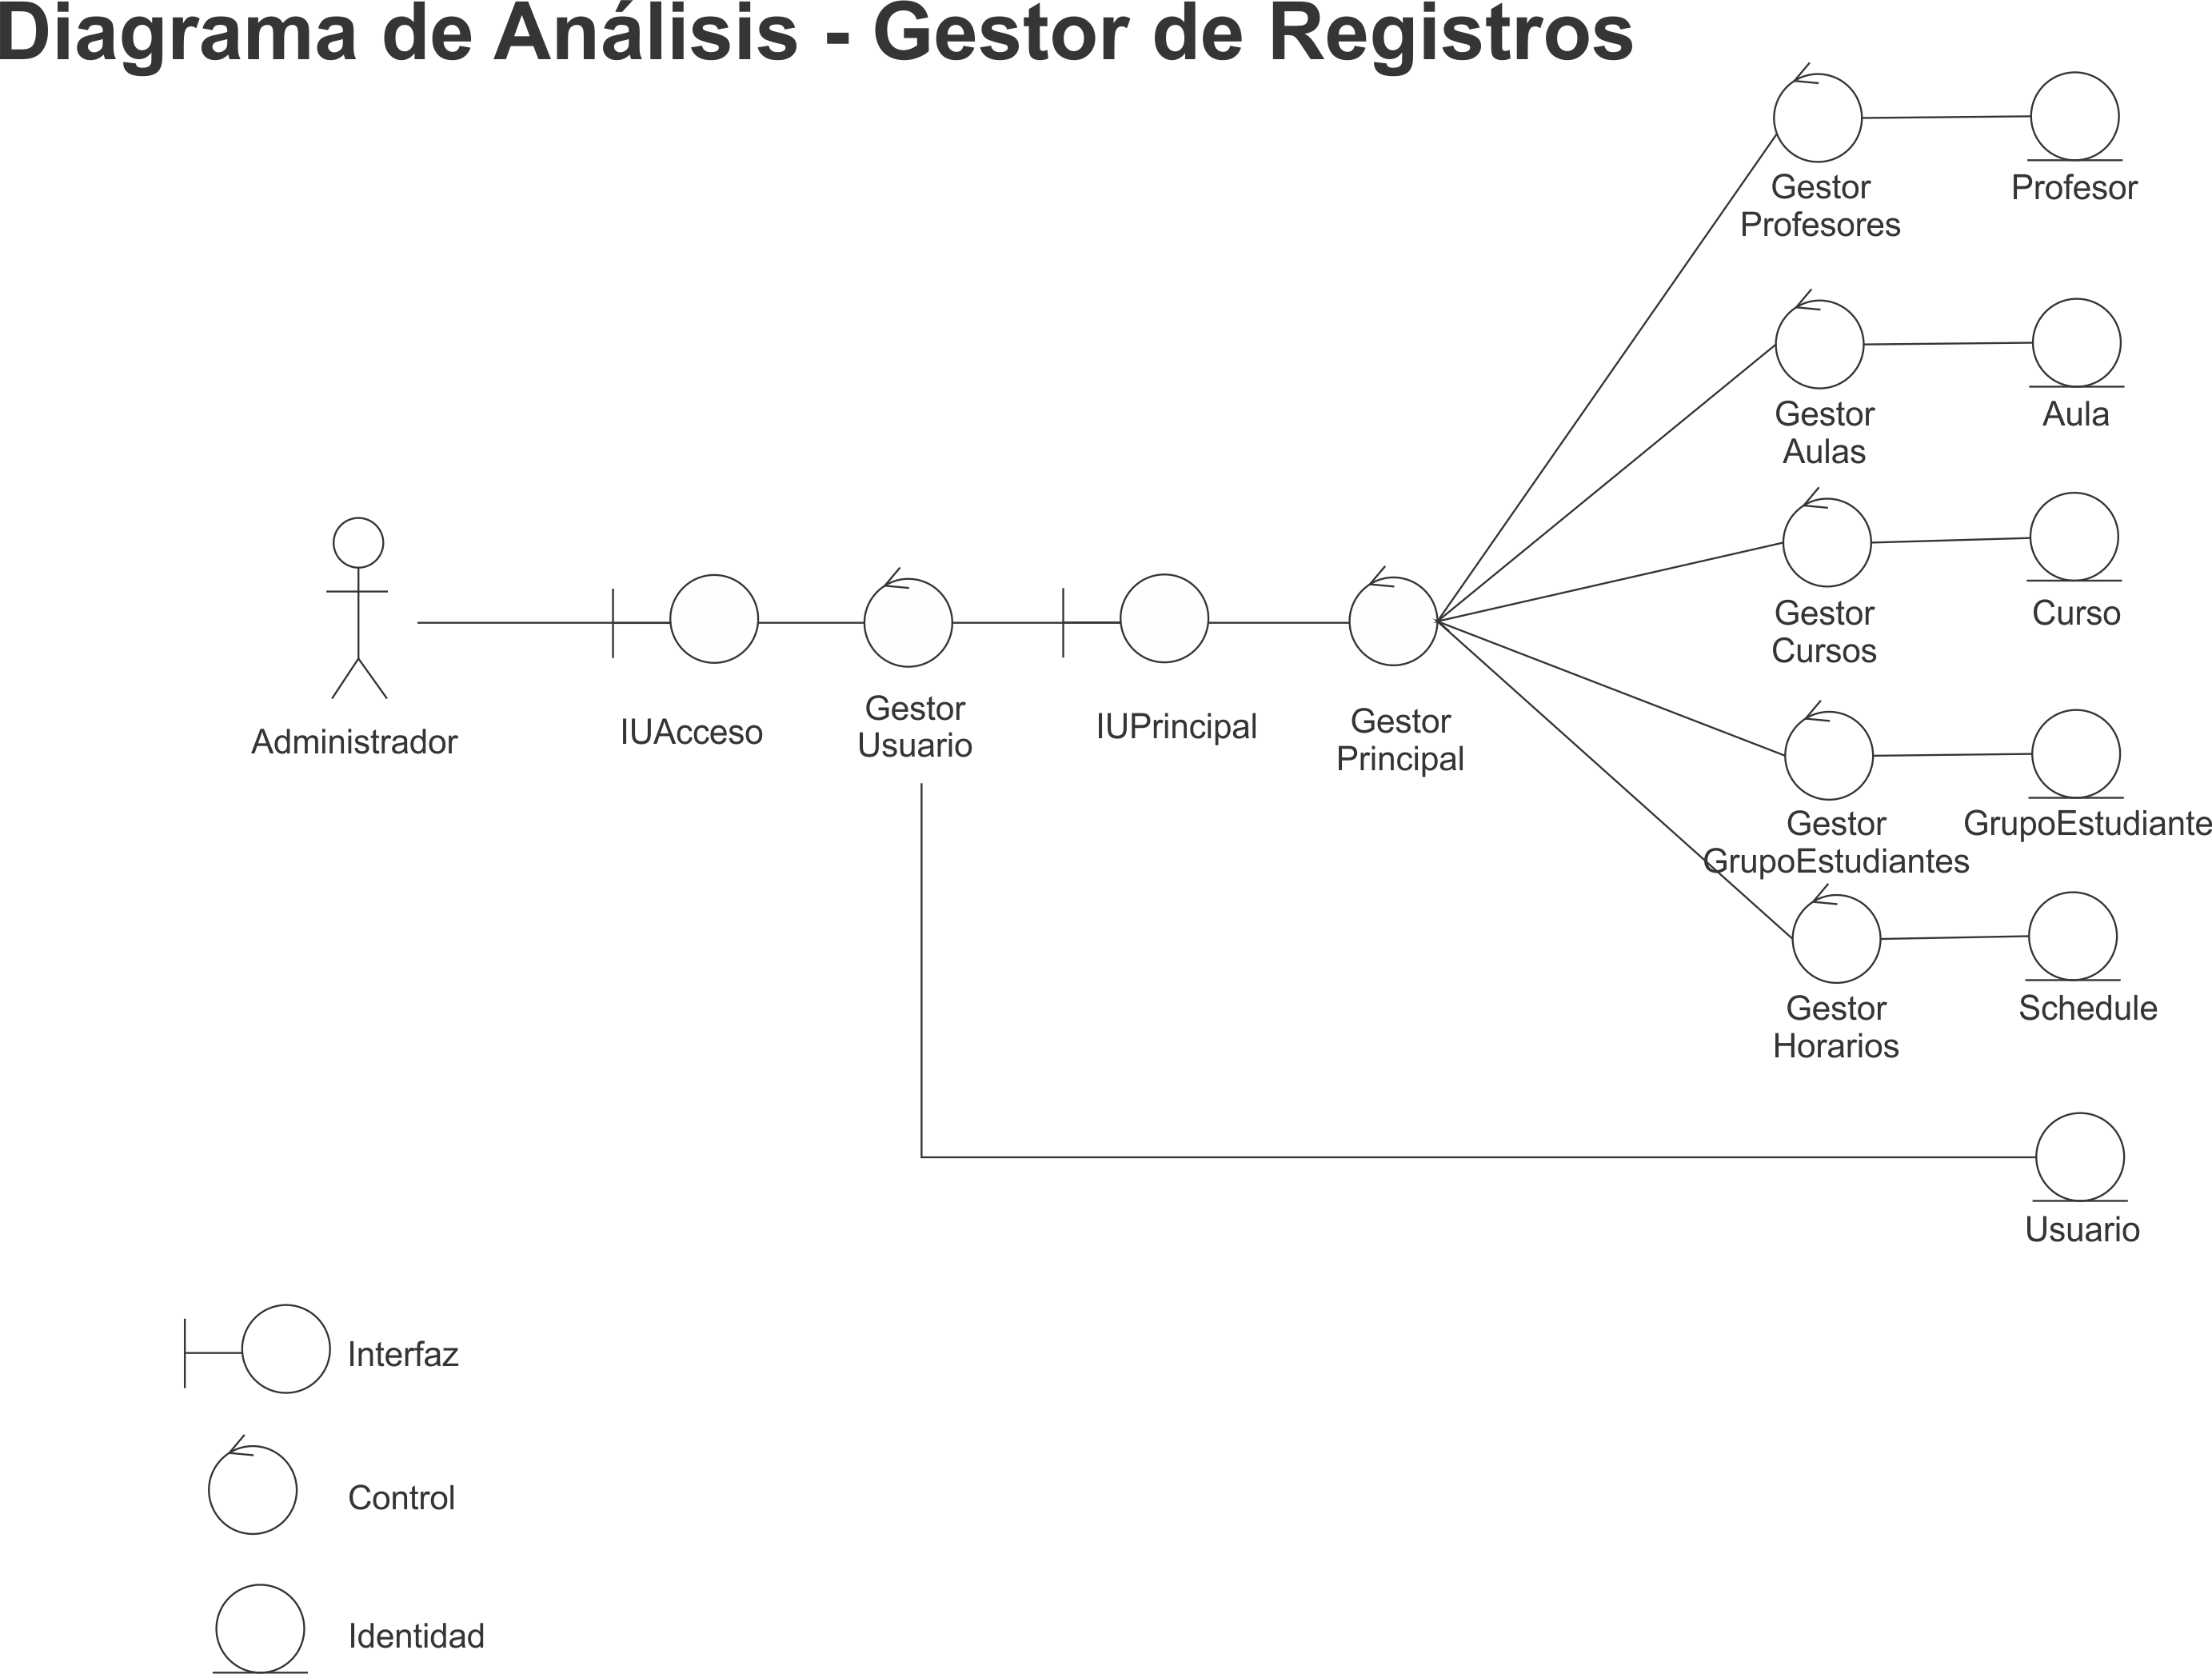 Diagrama de Análisis - Gestor de Registros
Gestor
Profesores
Profesor
Gestor
Aulas
Aula
Gestor
Cursos
Curso
Administrador
IUAcceso
Gestor
Usuario
IUPrincipal
Gestor
Principal
Gestor
GrupoEstudiantes
GrupoEstudiante
Gestor
Horarios
Schedule
Usuario
Interfaz
Control
Identidad